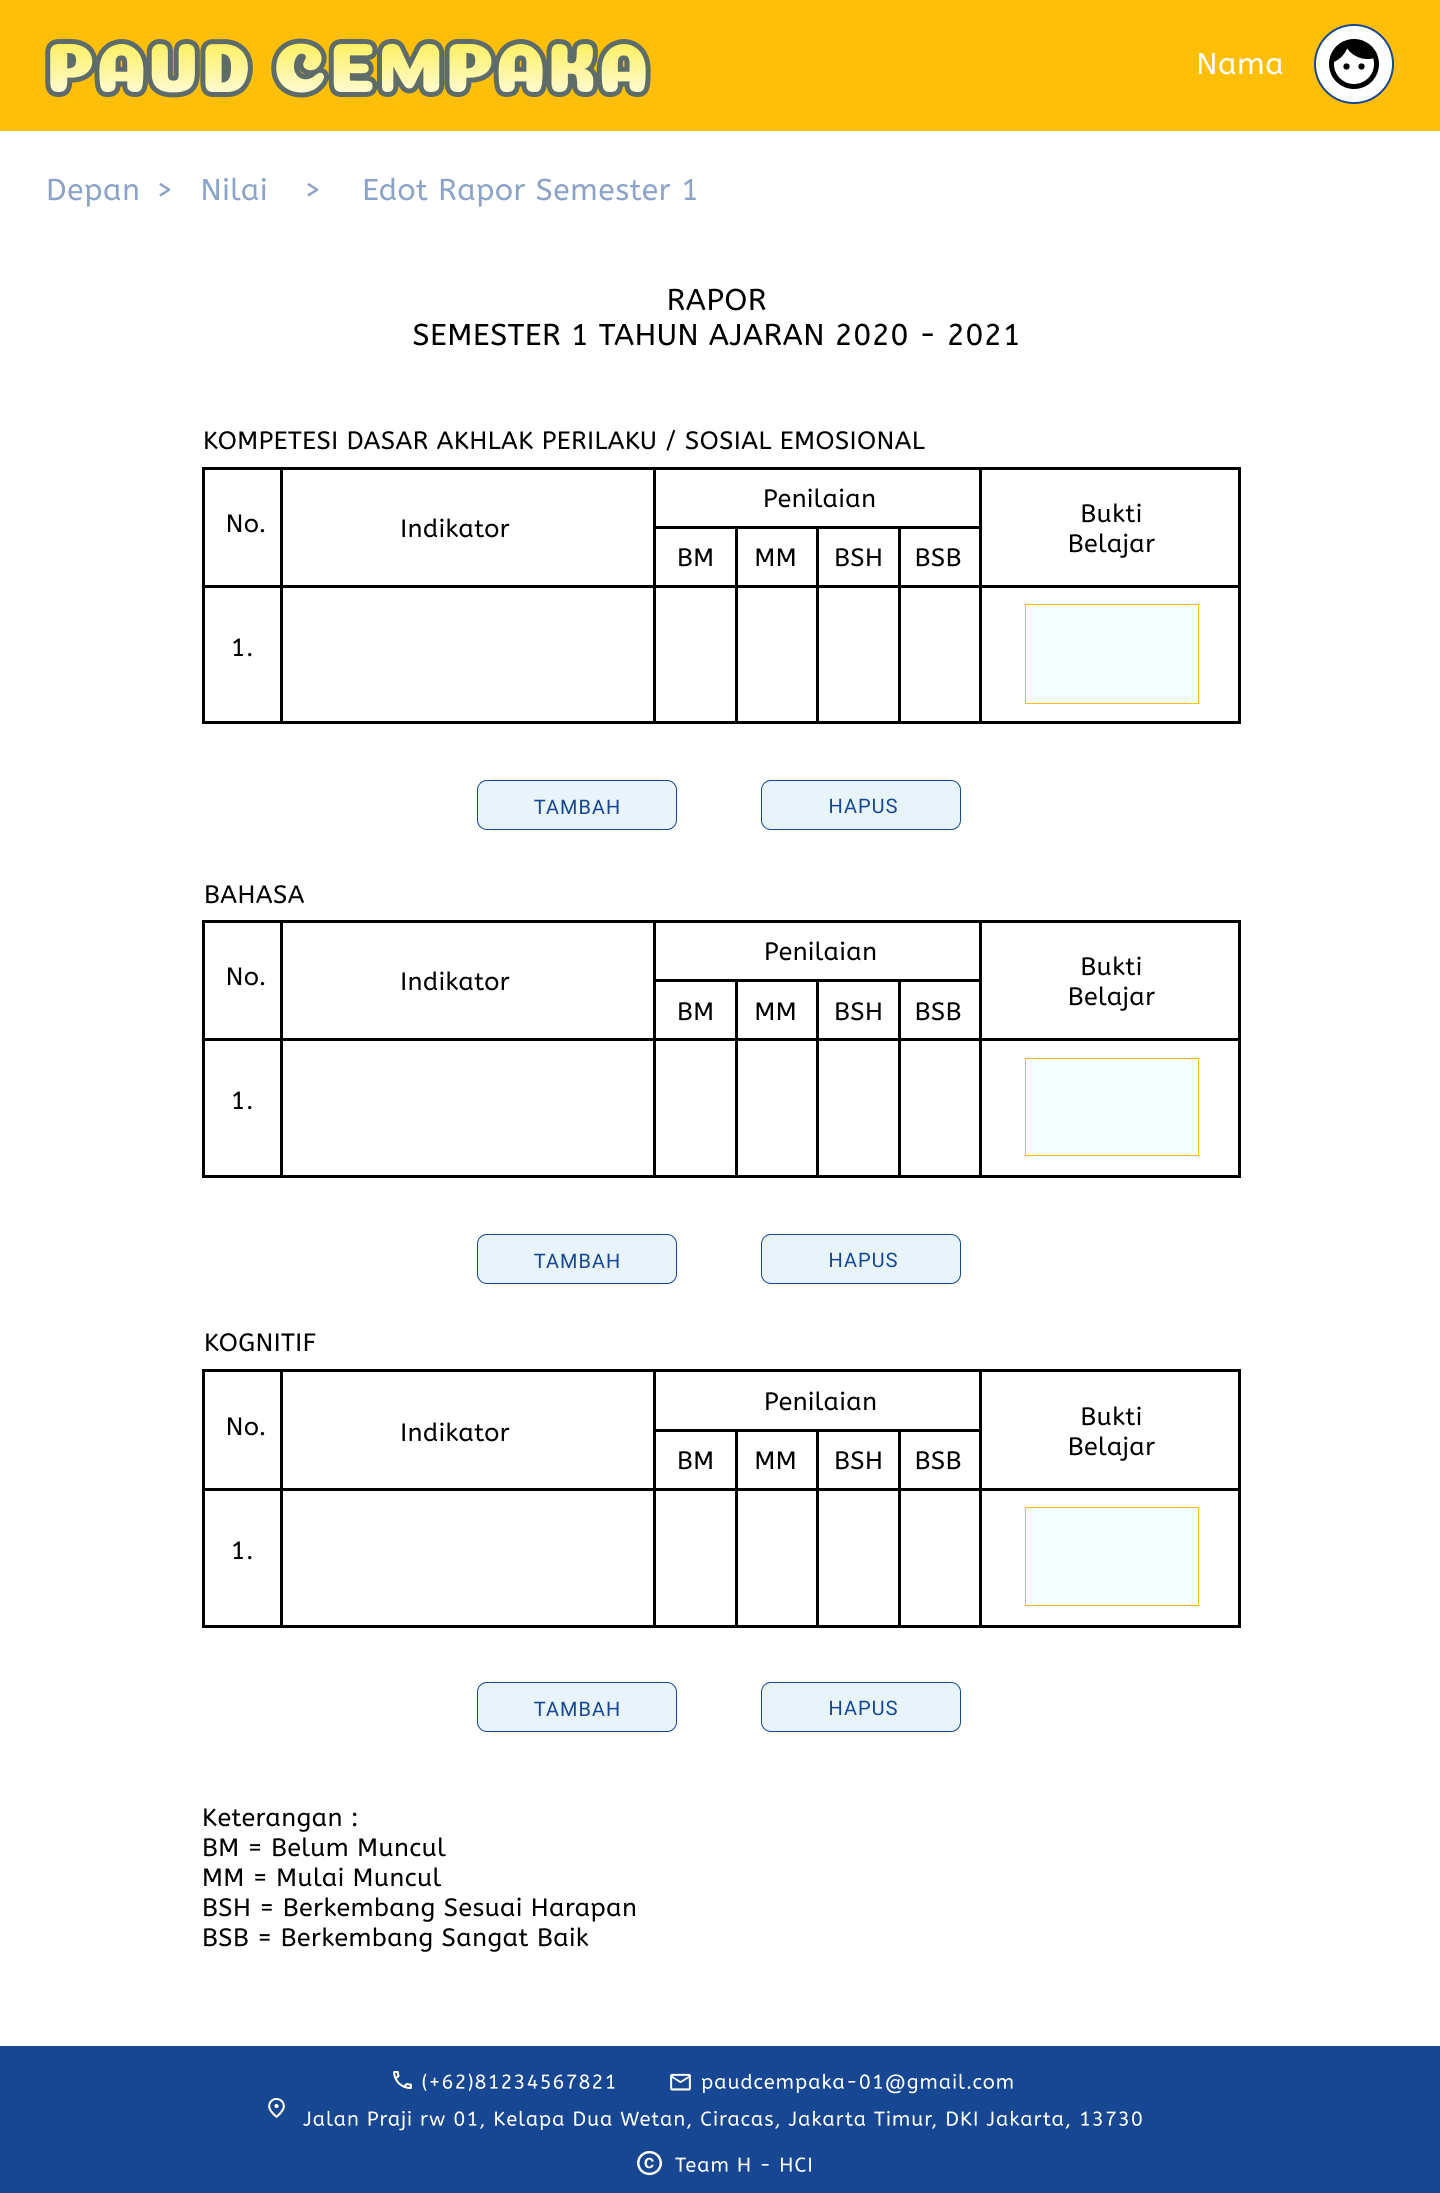 PAUD CEMPAKA
Nama
Depan > Nilai > Edot Rapor Semester 1
RAPOR
SEMESTER 1 TAHUN AJARAN 2020 - 2021
KOMPETESI DASAR AKHLAK PERILAKU / SOSIAL EMOSIONAL
No. Indikator Penilaian Bukti
Belajar
BM MM BSH BSB
1.
TAMBAH HAPUS
BAHASA
No. Indikator Penilaian Bukti
Belajar
BM MM BSH BSB
1.
TAMBAH HAPUS
KOGNITIF
No. Indikator Penilaian Bukti
Belajar
BM MM BSH BSB
1.
TAMBAH HAPUS
Keterangan :
BM = Belum Muncul
MM = Mulai Muncul
BSH = Berkembang Sesuai Harapan
BSB = Berkembang Sangat Baik
(+62)81234567821 paudcempaka-01@gmail.com
Jalan Praji rw 01, Kelapa Dua Wetan, Ciracas, Jakarta Timur, DKI Jakarta, 13730
© Team H - HCI